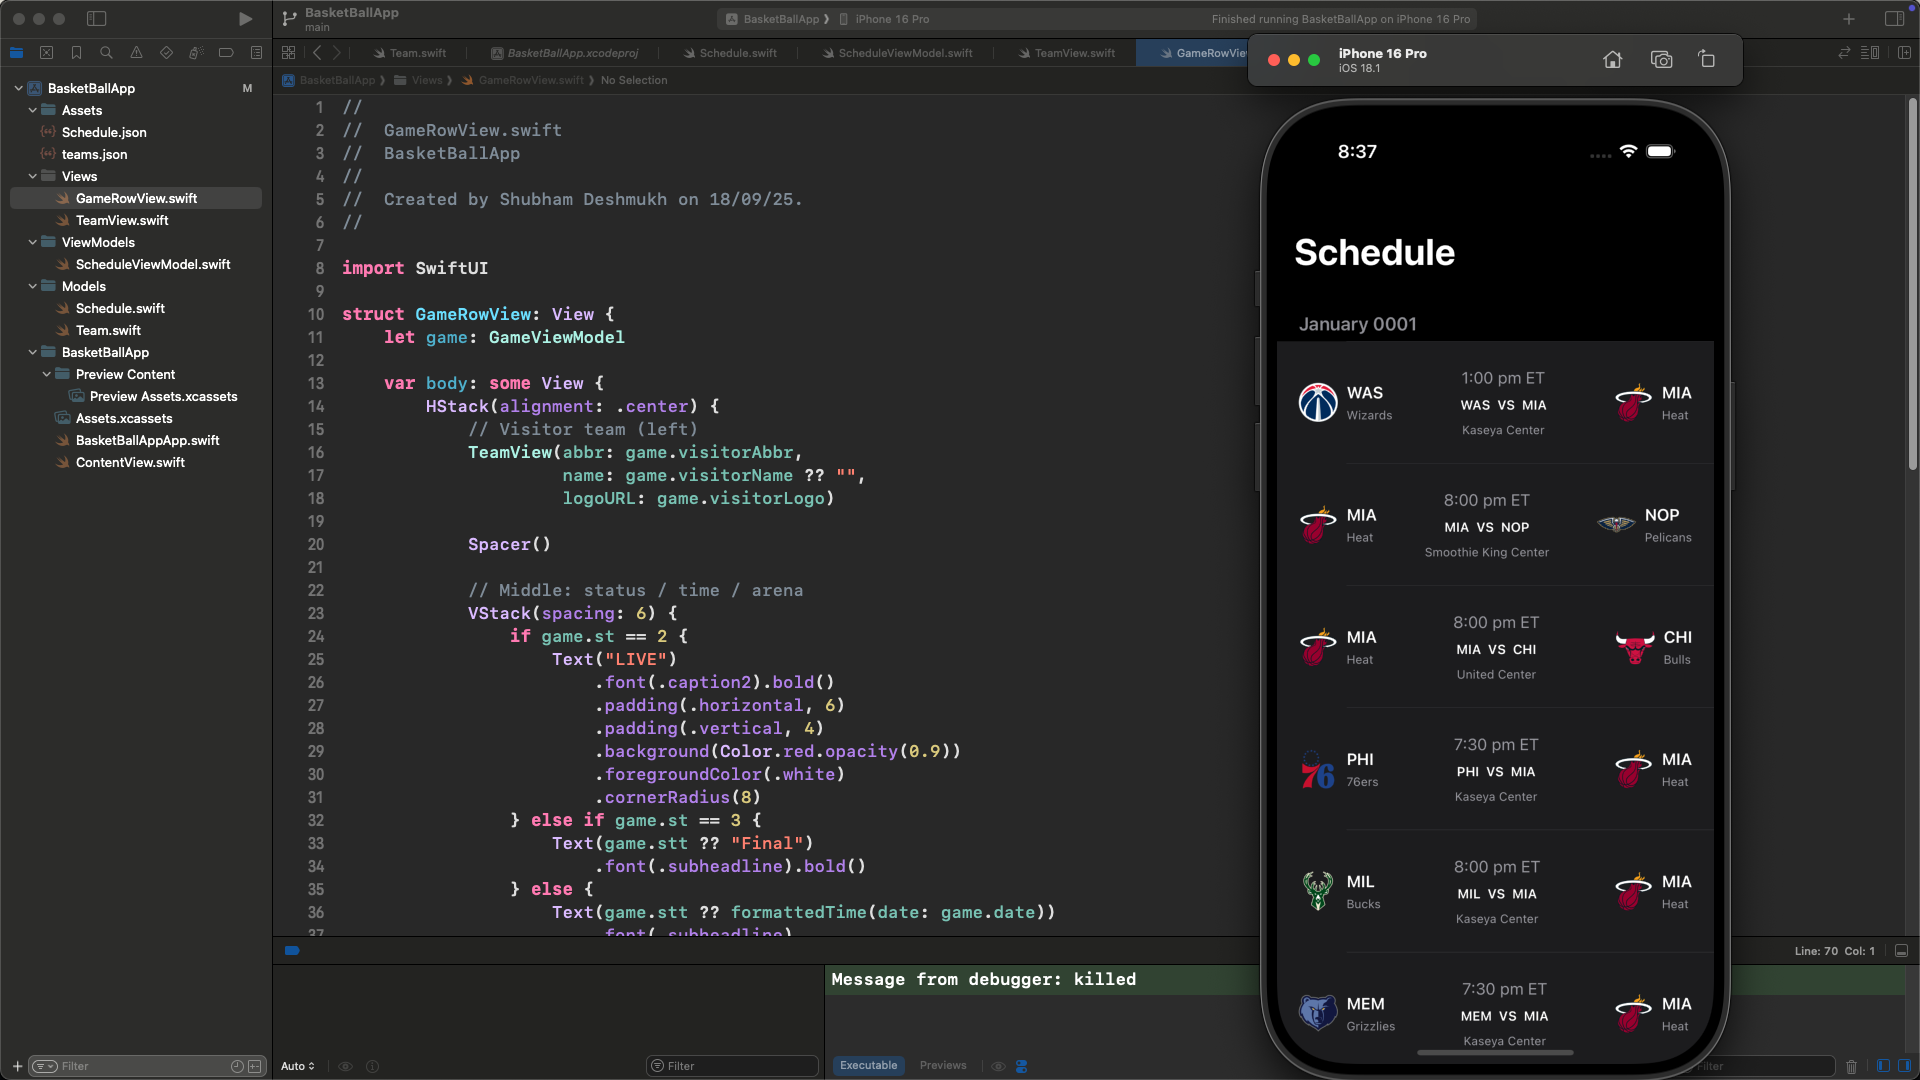 BasketBallApp
main
BasketBallApp ❯ iPhone 16 Pro
Finished running BasketBallApp on iPhone 16 Pro
Team.swift
BasketBallApp.xcodeproj
Schedule.swift
ScheduleViewModel.swift
TeamView.swift
GameRowVie
BasketBallApp ❯ Views ❯ GameRowView.swift ❯ No Selection
BasketBallApp M
Assets
Schedule.json
teams.json
Views
GameRowView.swift
TeamView.swift
ViewModels
ScheduleViewModel.swift
Models
Schedule.swift
Team.swift
BasketBallApp
Preview Content
Preview Assets.xcassets
Assets.xcassets
BasketBallAppApp.swift
ContentView.swift
Filter
1 //
2 //  GameRowView.swift
3 //  BasketBallApp
4 //
5 //  Created by Shubham Deshmukh on 18/09/25.
6 //
7
8 import SwiftUI
9
10 struct GameRowView: View {
11     let game: GameViewModel
12
13     var body: some View {
14         HStack(alignment: .center) {
15             // Visitor team (left)
16             TeamView(abbr: game.visitorAbbr,
17                      name: game.visitorName ?? "",
18                      logoURL: game.visitorLogo)
19
20             Spacer()
21
22             // Middle: status / time / arena
23             VStack(spacing: 6) {
24                 if game.st == 2 {
25                     Text("LIVE")
26                         .font(.caption2).bold()
27                         .padding(.horizontal, 6)
28                         .padding(.vertical, 4)
29                         .background(Color.red.opacity(0.9))
30                         .foregroundColor(.white)
31                         .cornerRadius(8)
32                 } else if game.st == 3 {
33                     Text(game.stt ?? "Final")
34                         .font(.subheadline).bold()
35                 } else {
36                     Text(game.stt ?? formattedTime(date: game.date))
37                         .font(.subheadline)
Line: 70 Col: 1
Message from debugger: killed
Auto
Filter
Executable
Previews
Filter
iPhone 16 Pro
iOS 18.1
8:37
Schedule
January 0001
WAS
Wizards
1:00 pm ET
WAS VS MIA
Kaseya Center
MIA
Heat
MIA
Heat
8:00 pm ET
MIA VS NOP
Smoothie King Center
NOP
Pelicans
MIA
Heat
8:00 pm ET
MIA VS CHI
United Center
CHI
Bulls
76
PHI
76ers
7:30 pm ET
PHI VS MIA
Kaseya Center
MIA
Heat
MIL
Bucks
8:00 pm ET
MIL VS MIA
Kaseya Center
MIA
Heat
MEM
Grizzlies
7:30 pm ET
MEM VS MIA
Kaseya Center
MIA
Heat